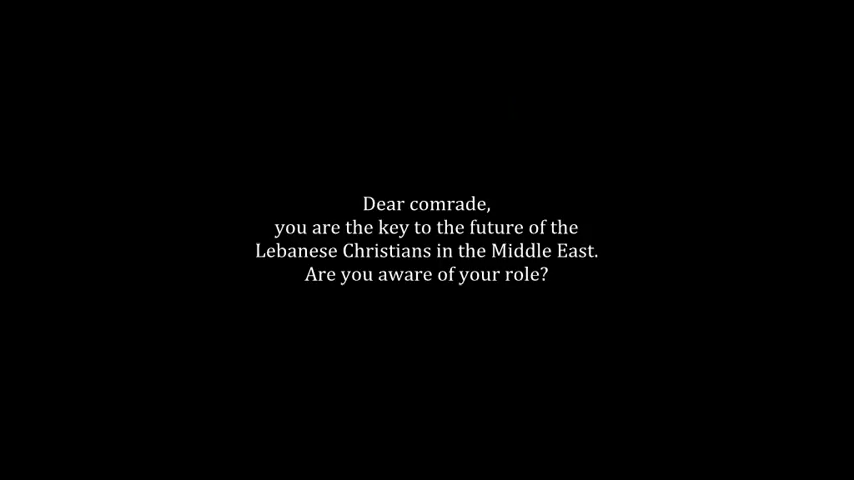 Dear comrade,
you are the key to the future of the
Lebanese Christians in the Middle East.
Are you aware of your role?